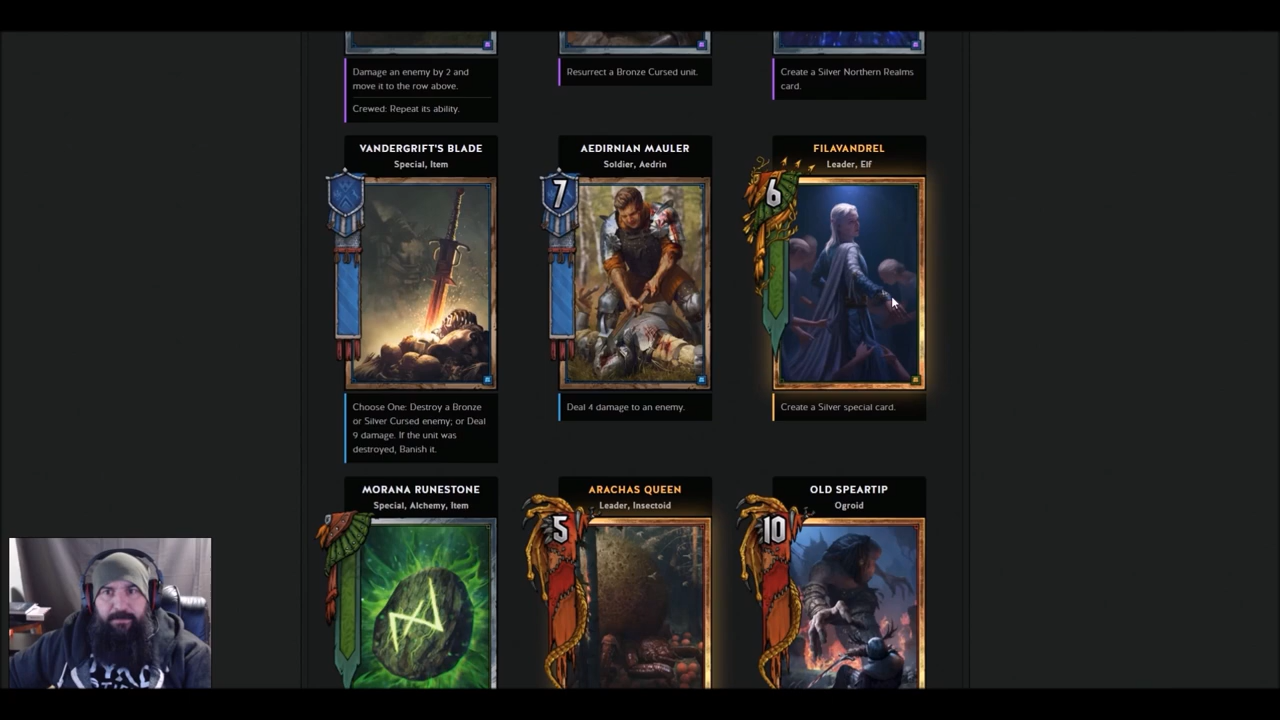 Damage an enemy by 2 and
move it to the row above.
Crewed: Repeat its ability.
Resurrect a Bronze Cursed unit.
Create a Silver Northern Realms
card.
VANDERGRIFT'S BLADE
Special, Item
AEDIRNIAN MAULER
Soldier, Aedrin
7
FILAVANDREL
Leader, Elf
6
Choose One: Destroy a Bronze
or Silver Cursed enemy; or Deal
9 damage. If the unit was
destroyed, Banish it.
Deal 4 damage to an enemy.
Create a Silver special card.
MORANA RUNESTONE
Special, Alchemy, Item
ARACHAS QUEEN
Leader, Insectoid
5
OLD SPEARTIP
Ogroid
10